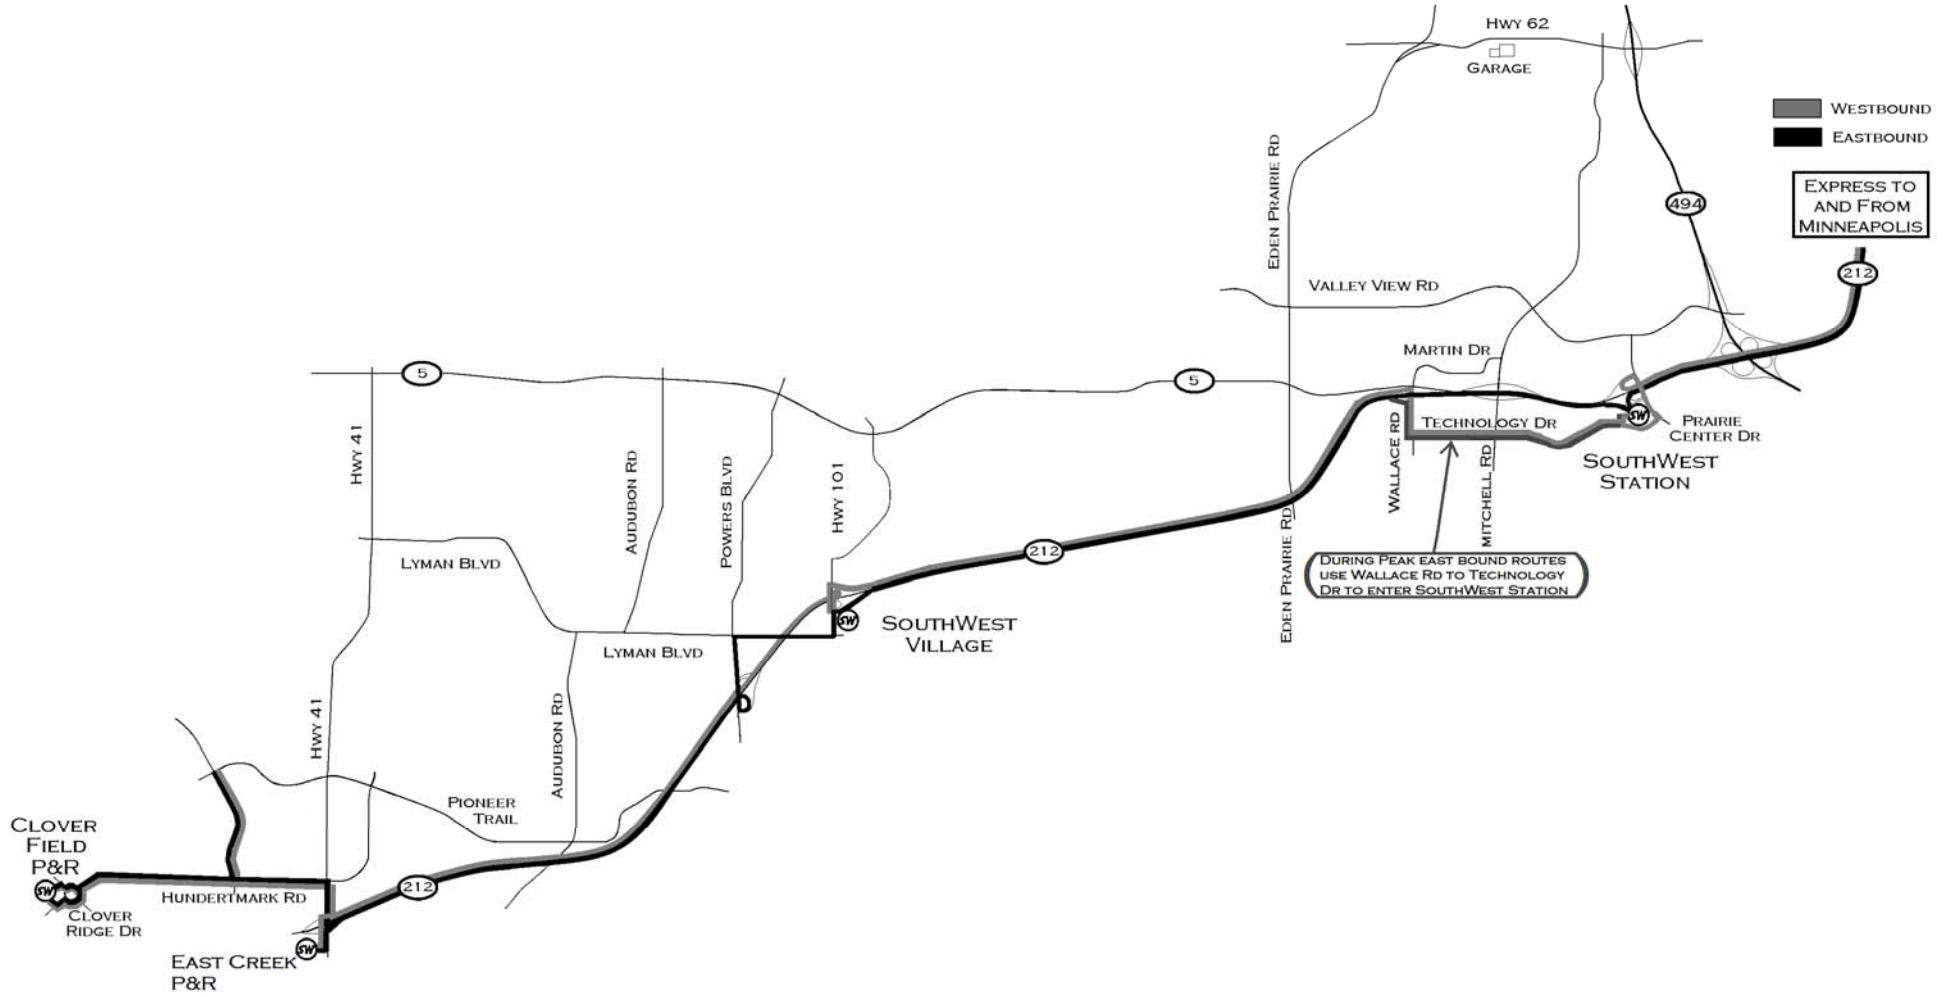 Hwy 62
Garage
Westbound
Eastbound
Express to
and From
Minneapolis
494
212
Eden Prairie Rd
Valley View Rd
Martin Dr
5
5
Hwy 41
Audubon Rd
Powers Blvd
Hwy 101
Wallace Rd
Technology Dr
Mitchell Rd
SW
Prairie
Center Dr
SouthWest
Station
Lyman Blvd
212
Eden Prairie Rd
During Peak east bound routes
use Wallace Rd to Technology
Dr to enter SouthWest Station
SW
SouthWest
Village
Lyman Blvd
Hwy 41
Audubon Rd
Pioneer
Trail
Clover
Field
P&R
SW
Hundertmark Rd
212
Clover
Ridge Dr
SW
East Creek
P&R